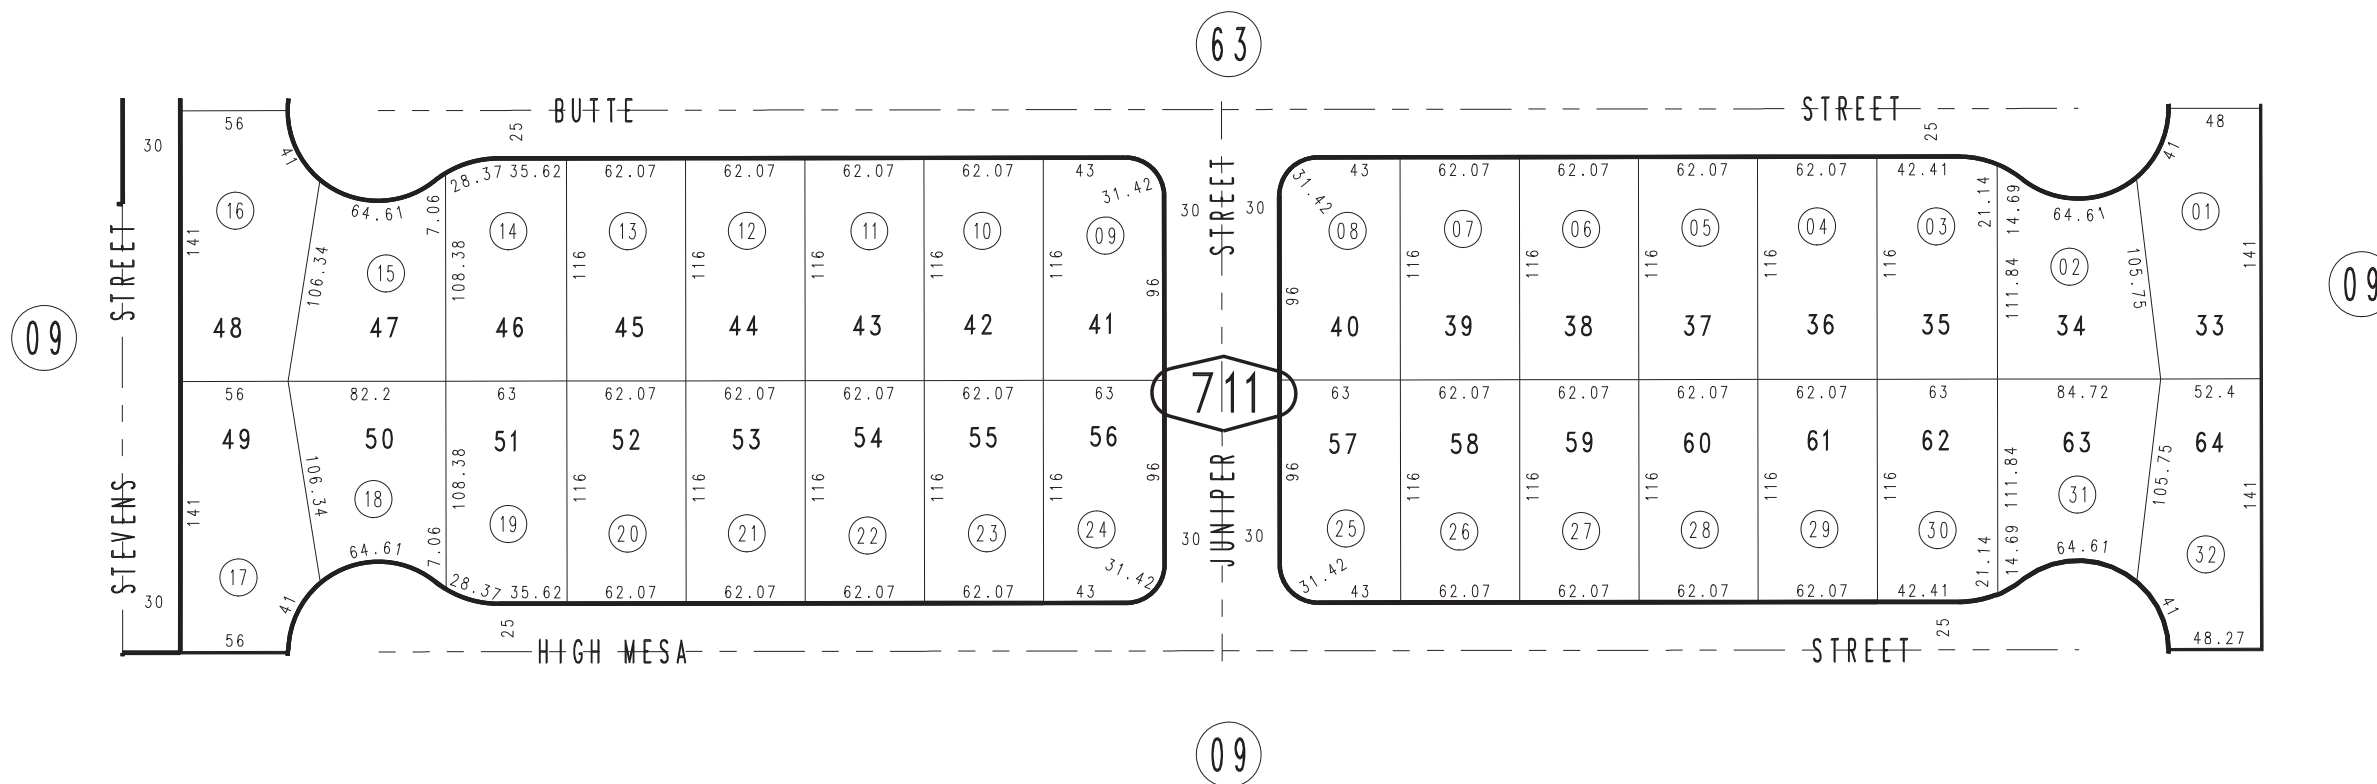 63
BUTTE STREET
56 25 25 48
30
41 28.37 35.62 62.07 62.07 62.07 62.07 43 31.42 31.42 43 62.07 62.07 62.07 62.07 42.41 41
64.61 7.06 21.14 14.69 64.61
16 15 14 13 12 11 10 09 30 STREET 30 08 07 06 05 04 03 02 01
141 106.34 108.38 116 116 116 116 116 96 96 116 116 116 116 116 111.84 105.75 141
STREET
09 48 47 46 45 44 43 42 41 40 39 38 37 36 35 34 33 09
711
56 82.2 63 62.07 62.07 62.07 62.07 63 63 62.07 62.07 62.07 62.07 63 84.72 52.4
49 50 51 52 53 54 55 56 57 58 59 60 61 62 63 64
STEVENS
141 106.34 108.38 116 116 116 116 116 96 96 116 116 116 116 116 111.84 105.75 141
17 18 19 20 21 22 23 24 30 JUNIPER 30 25 26 27 28 29 30 31 32
64.61 7.06 21.14 14.69 64.61
30
41 28.37 35.62 62.07 62.07 62.07 62.07 43 31.42 31.42 43 62.07 62.07 62.07 62.07 42.41 41
56 25 25 48.27
HIGH MESA STREET
09